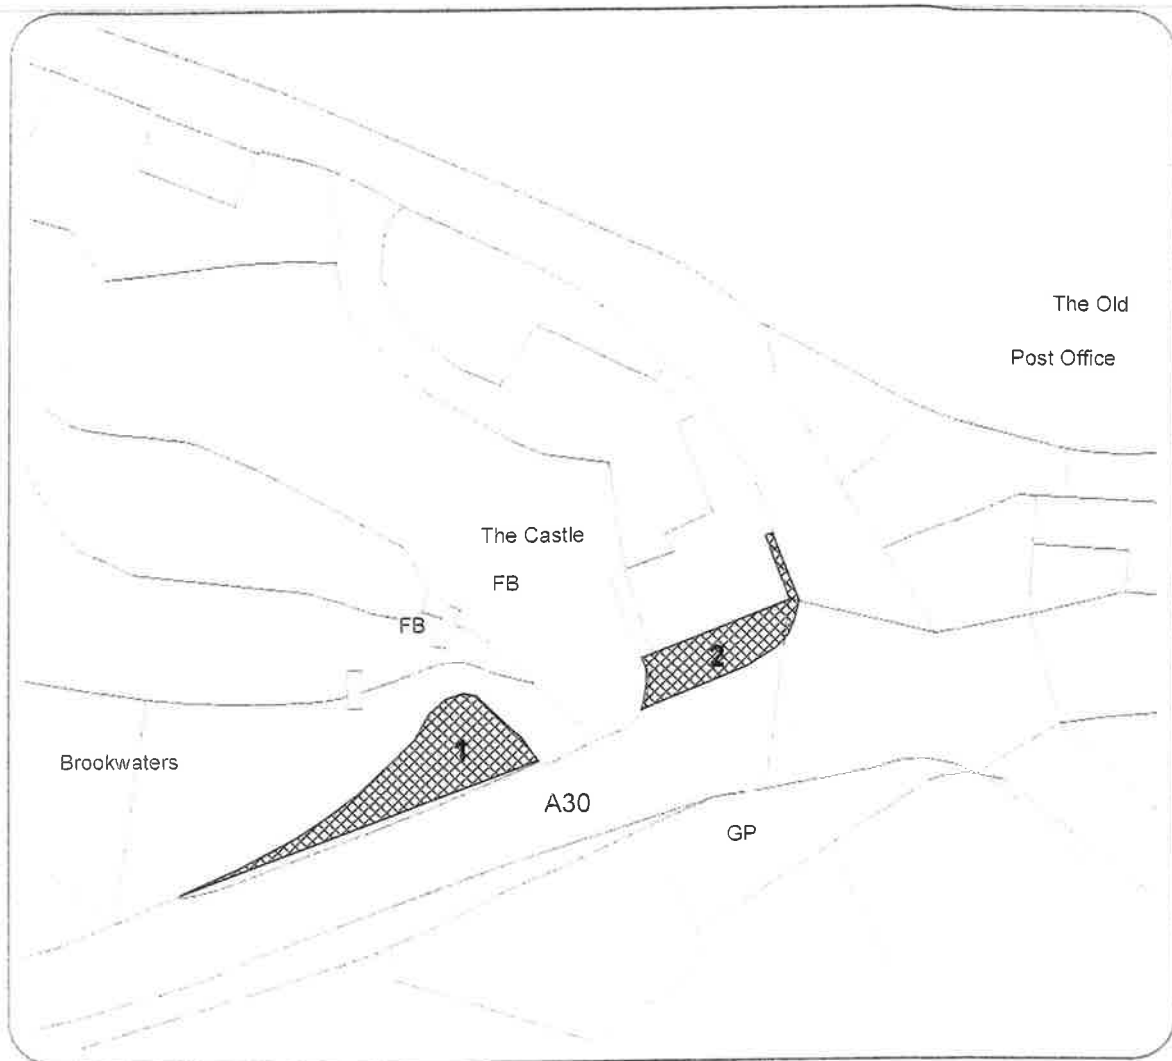 The Old
Post Office
The Castle
FB
FB
2
1
Brookwaters
A30
GP